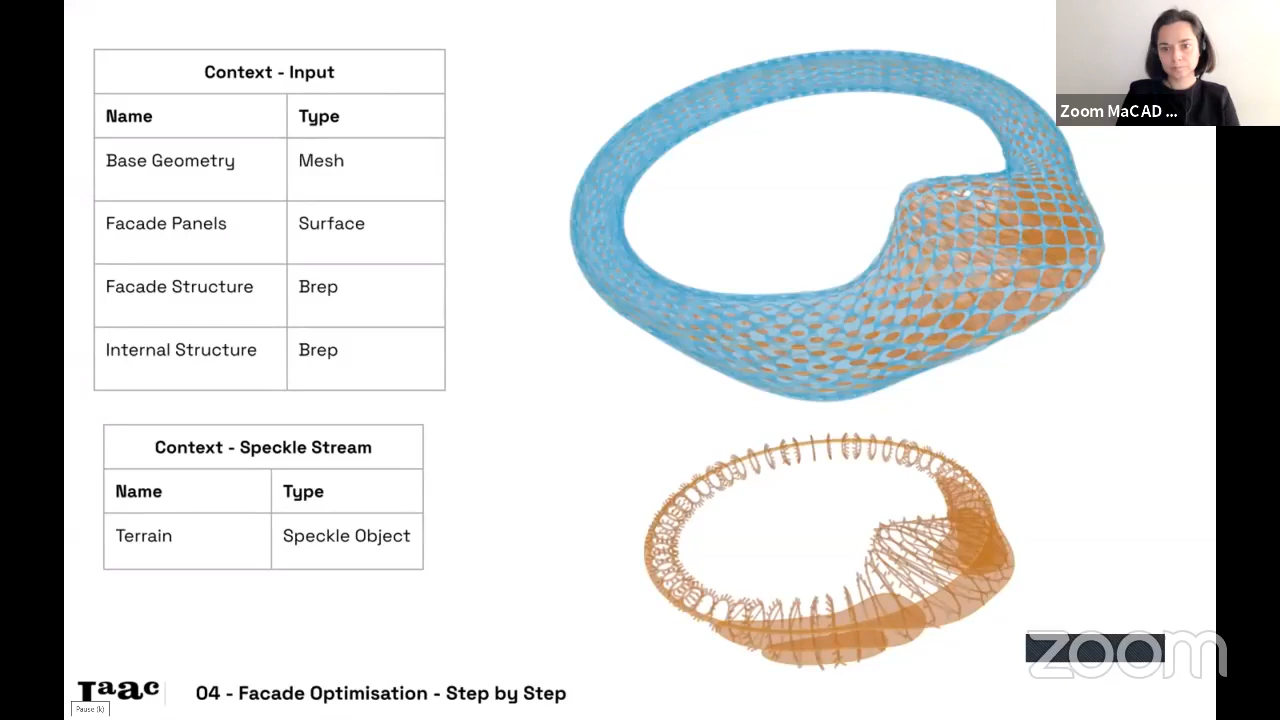 Context - Input
Name Type
Base Geometry Mesh
Facade Panels Surface
Facade Structure Brep
Internal Structure Brep
Context - Speckle Stream
Name Type
Terrain Speckle Object
Zoom MaCAD ...
zoom
Iaac
04 - Facade Optimisation - Step by Step
Pause (k)